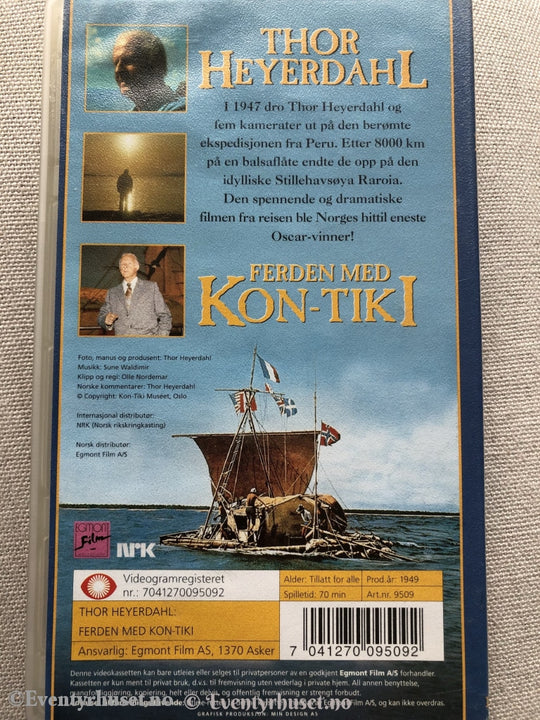 THOR
HEYERDAHL
I 1947 dro Thor Heyerdahl og
fem kamerater ut på den berømte
ekspedisjonen fra Peru. Etter 8000 km
på en balsaflåte endte de opp på den
idylliske Stillehavsøya Raroia.
Den spennende og dramatiske
filmen fra reisen ble Norges hittil eneste
Oscar-vinner!
FERDEN MED
KON-TIKI
Foto, manus og produsent: Thor Heyerdahl
Musikk: Sune Waldimir
Klipp og regi: Olle Nordemar
Norske kommentarer: Thor Heyerdahl
© Copyright: Kon-Tiki Muséet, Oslo
Internasjonal distributør:
NRK (Norsk rikskringkasting)
Norsk distributør:
Egmont Film A/S
EGMONT
Film
NRK
Videogramregisteret
nr.: 7041270095092
Alder: Tillatt for alle
Prod.år: 1949
Spilletid: 70 min
Art.nr. 9509
THOR HEYERDAHL:
FERDEN MED KON-TIKI
Ansvarlig: Egmont Film AS, 1370 Asker
7 041270 095092
Denne videokassetten kan bare utleies eller selges til privatpersoner av en godkjent Egmont Film A/S forhandler.
Kassetten er kun ment til privat bruk, d.v.s. til fremvisning uten vederlag i privat hjem. All annen benyttelse,
mangfoldiggjøring, kopiering, helt eller delvis, og offentlig fremvisning er strengt forbudt.
og kan ikke overdras.
GRAFISK PRODUKSJON: MIN DESIGN AS
©Eventyrhuset.no
©Eventyrhuset.no